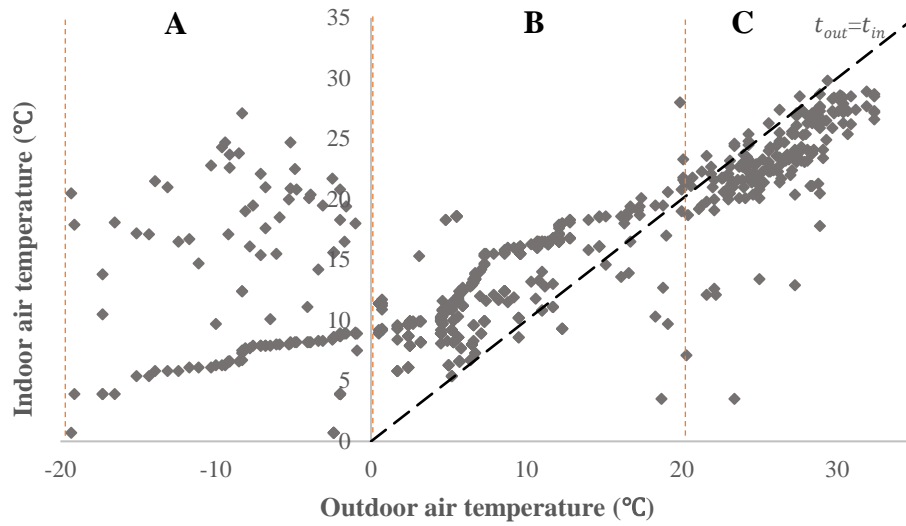 A B C
t_out=t_in
35
30
25
20
15
10
5
0
-20 -10 0 10 20 30
Indoor air temperature (℃)
Outdoor air temperature (℃)